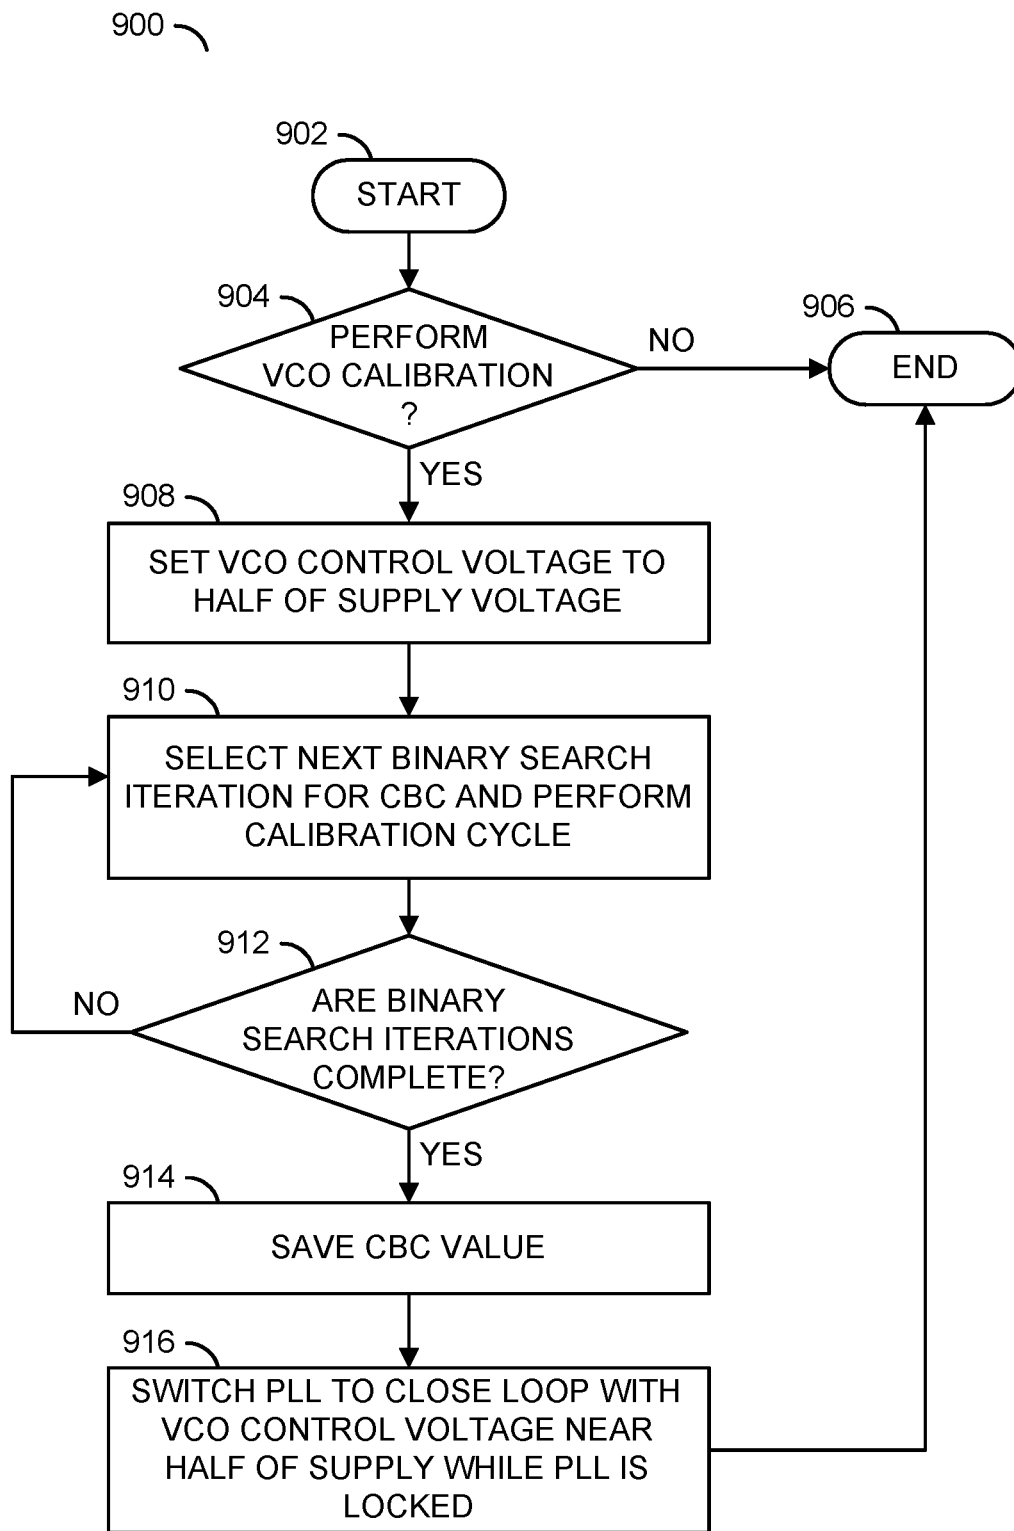 900
902
START
904
PERFORM
VCO CALIBRATION
?
NO
906
END
YES
908
SET VCO CONTROL VOLTAGE TO
HALF OF SUPPLY VOLTAGE
910
SELECT NEXT BINARY SEARCH
ITERATION FOR CBC AND PERFORM
CALIBRATION CYCLE
912
NO
ARE BINARY
SEARCH ITERATIONS
COMPLETE?
YES
914
SAVE CBC VALUE
916
SWITCH PLL TO CLOSE LOOP WITH
VCO CONTROL VOLTAGE NEAR
HALF OF SUPPLY WHILE PLL IS
LOCKED